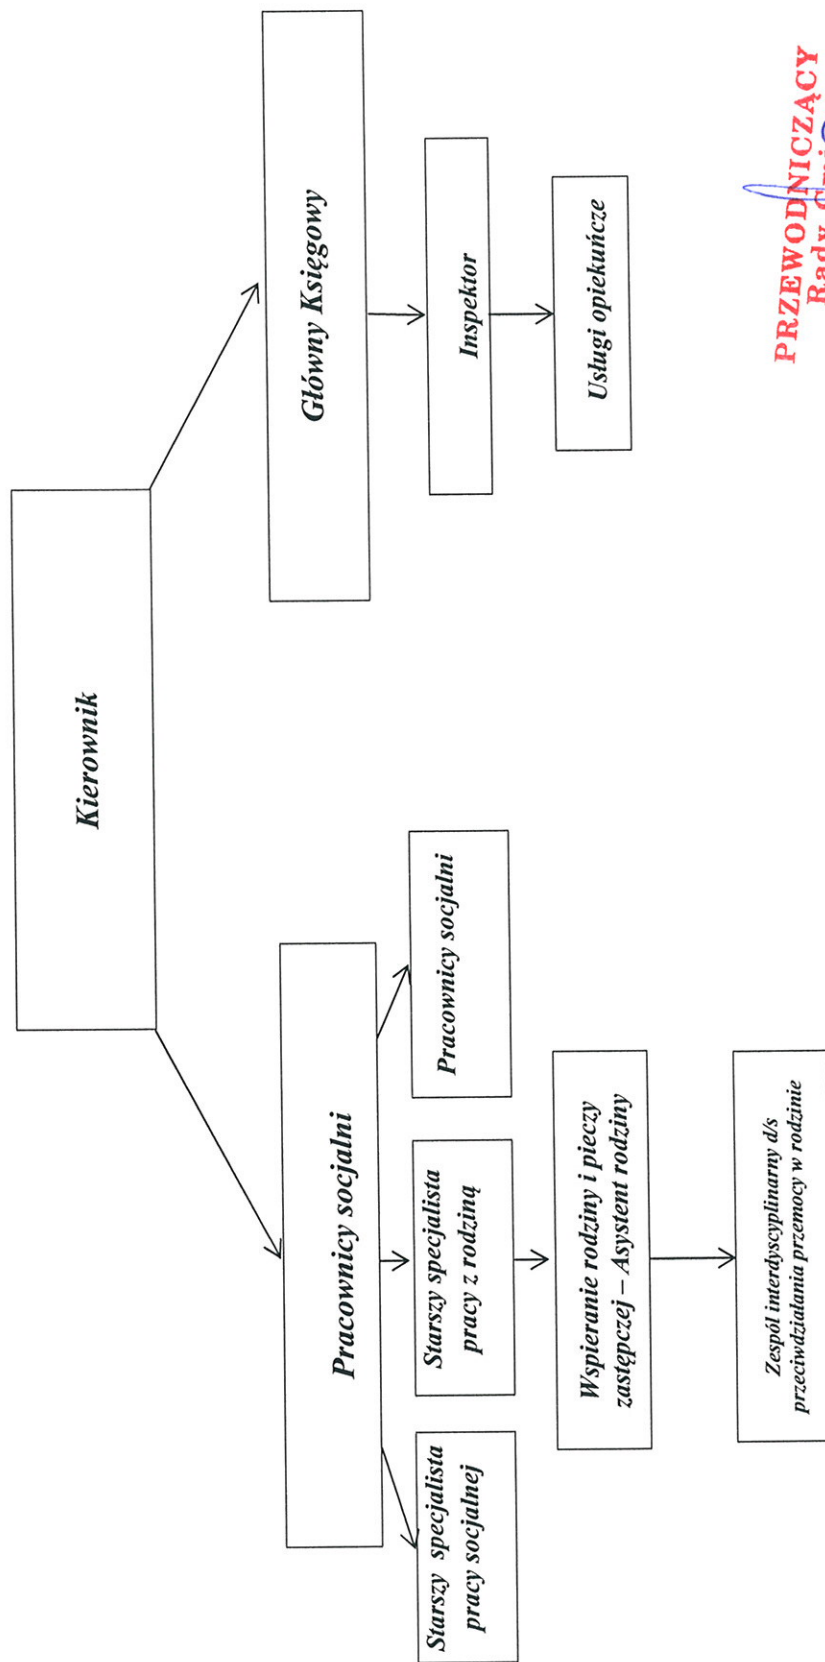 Kierownik
Pracownicy socjalni
Główny Księgowy
Starszy specjalista
pracy socjalnej
Starszy specjalista
pracy z rodziną
Pracownicy socjalni
Inspektor
Wspieranie rodziny i pieczy
zastępczej – Asystent rodziny
Usługi opiekuńcze
Zespół interdyscyplinarny d/s
przeciwdziałania przemocy w rodzinie
PRZEWODNICZĄCY
Rady